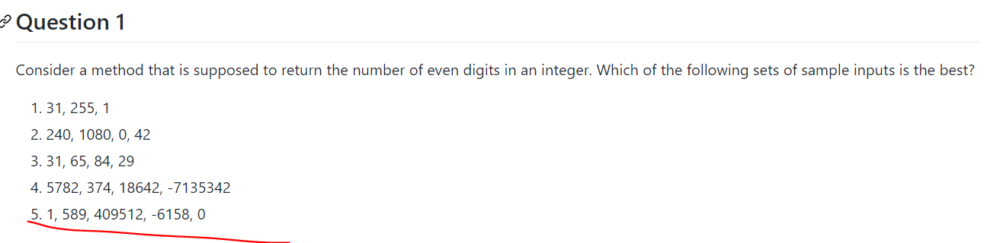 Question 1
Consider a method that is supposed to return the number of even digits in an integer. Which of the following sets of sample inputs is the best?
1. 31, 255, 1
2. 240, 1080, 0, 42
3. 31, 65, 84, 29
4. 5782, 374, 18642, -7135342
5. 1, 589, 409512, -6158, 0